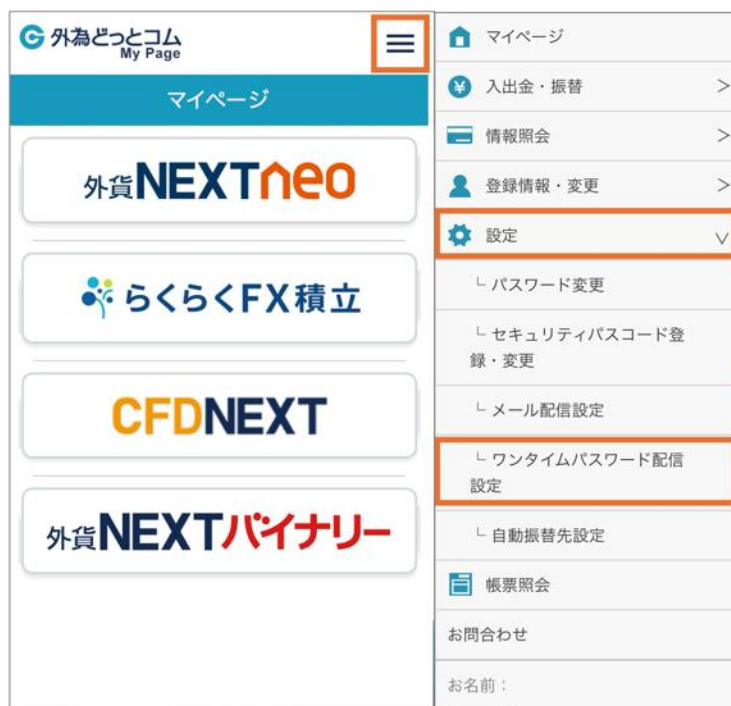 外為どっとコム
My Page
マイページ
外貨NEXTneo
らくらくFX積立
CFDNEXT
外貨NEXTバイナリー
マイページ
入出金・振替 >
情報照会 >
登録情報・変更 >
設定 ∨
└ パスワード変更
└ セキュリティパスコード登
録・変更
└ メール配信設定
└ ワンタイムパスワード配信
設定
└ 自動振替先設定
帳票照会
お問合わせ
お名前：